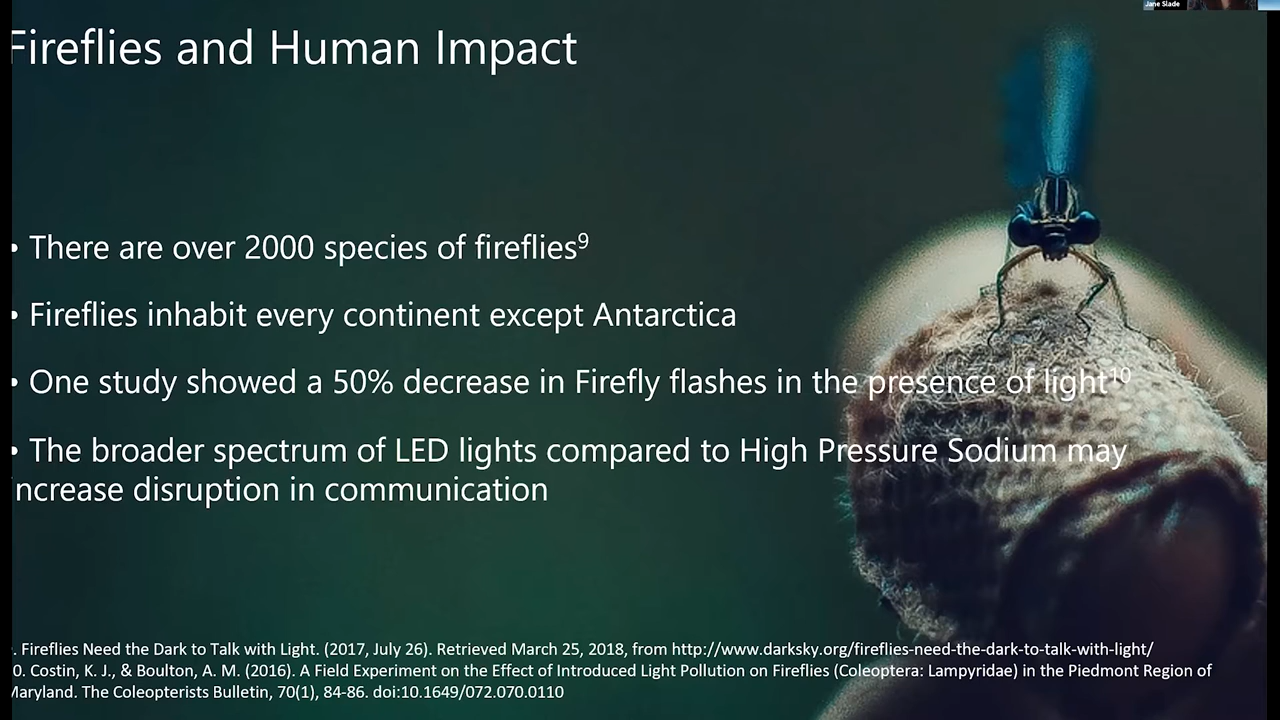 Jane Slade
Fireflies and Human Impact
• There are over 2000 species of fireflies⁹
• Fireflies inhabit every continent except Antarctica
• One study showed a 50% decrease in Firefly flashes in the presence of light¹⁰
• The broader spectrum of LED lights compared to High Pressure Sodium may
increase disruption in communication
. Fireflies Need the Dark to Talk with Light. (2017, July 26). Retrieved March 25, 2018, from http://www.darksky.org/fireflies-need-the-dark-to-talk-with-light/
0. Costin, K. J., & Boulton, A. M. (2016). A Field Experiment on the Effect of Introduced Light Pollution on Fireflies (Coleoptera: Lampyridae) in the Piedmont Region of
Maryland. The Coleopterists Bulletin, 70(1), 84-86. doi:10.1649/072.070.0110